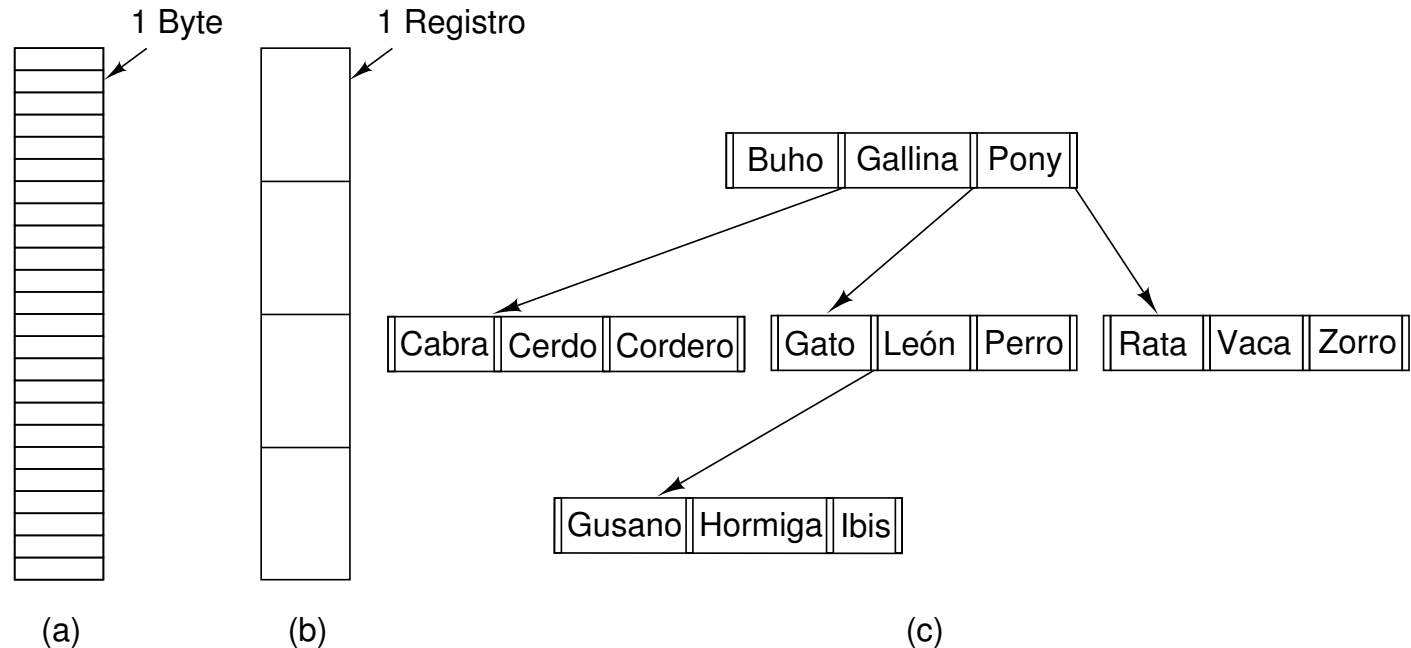 1 Byte
1 Registro
Buho Gallina Pony
Cabra Cerdo Cordero
Gato León Perro
Rata Vaca Zorro
Gusano Hormiga Ibis
(a)
(b)
(c)